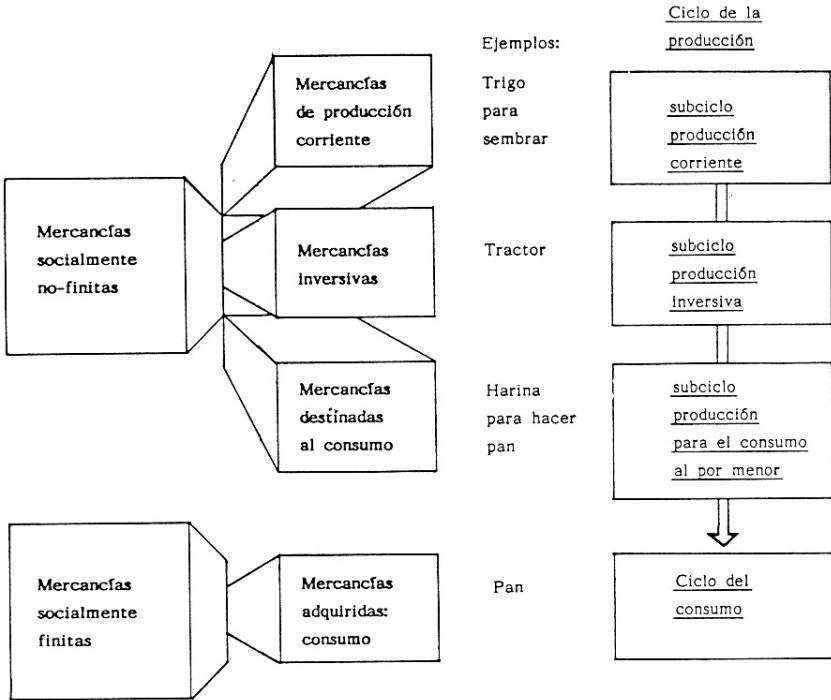 Ciclo de la
Ejemplos:
producción
Mercancías
de producción
corriente
Trigo
para
sembrar
subciclo
producción
corriente
Mercancías
socialmente
no-finitas
Mercancías
inversivas
Tractor
subciclo
producción
inversiva
Mercancías
destinadas
al consumo
Harina
para hacer
pan
subciclo
producción
para el consumo
al por menor
Mercancías
socialmente
finitas
Mercancías
adquiridas:
consumo
Pan
Ciclo del
consumo